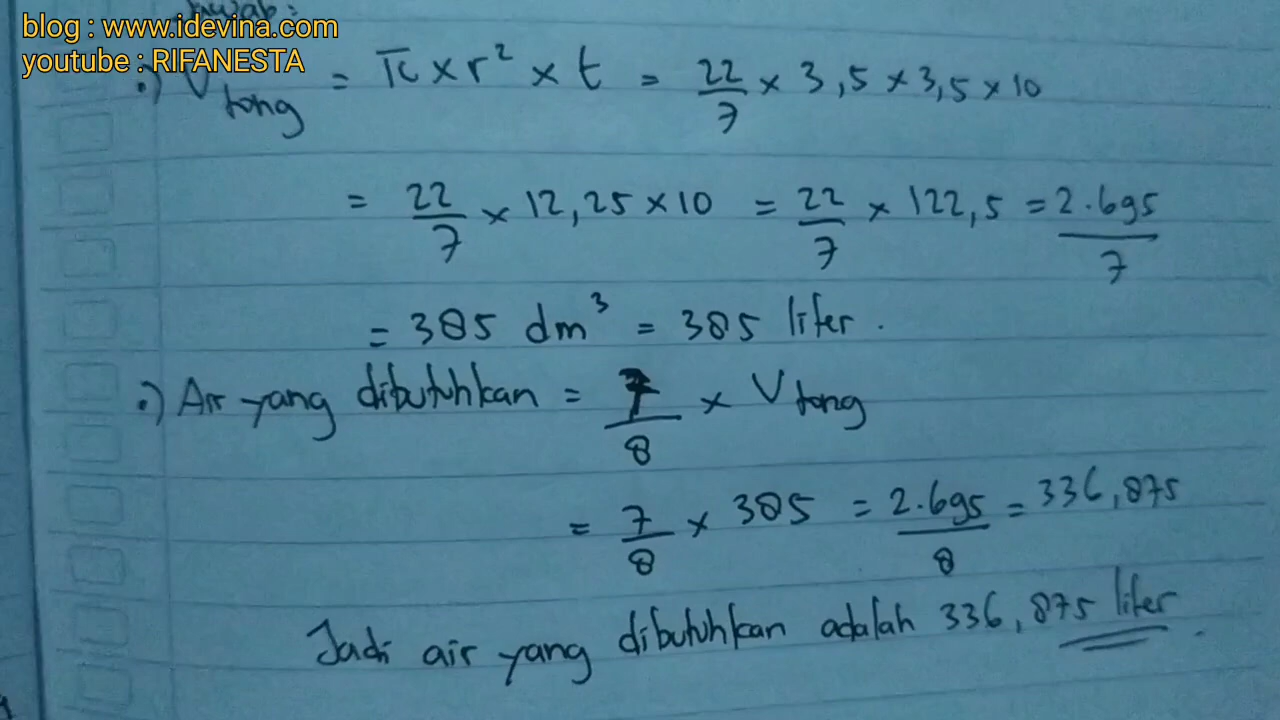 blog : www.idevina.com
youtube : RIFANESTA
Jawab :
•) V tong = π x r² x t = 22/7 x 3,5 x 3,5 x 10
= 22/7 x 12,25 x 10 = 22/7 x 122,5 = 2.695/7
= 385 dm³ = 385 liter.
•) Air yang dibutuhkan = 7/8 x V tong
= 7/8 x 385 = 2.695/8 = 336,875
Jadi air yang dibutuhkan adalah 336,875 liter.